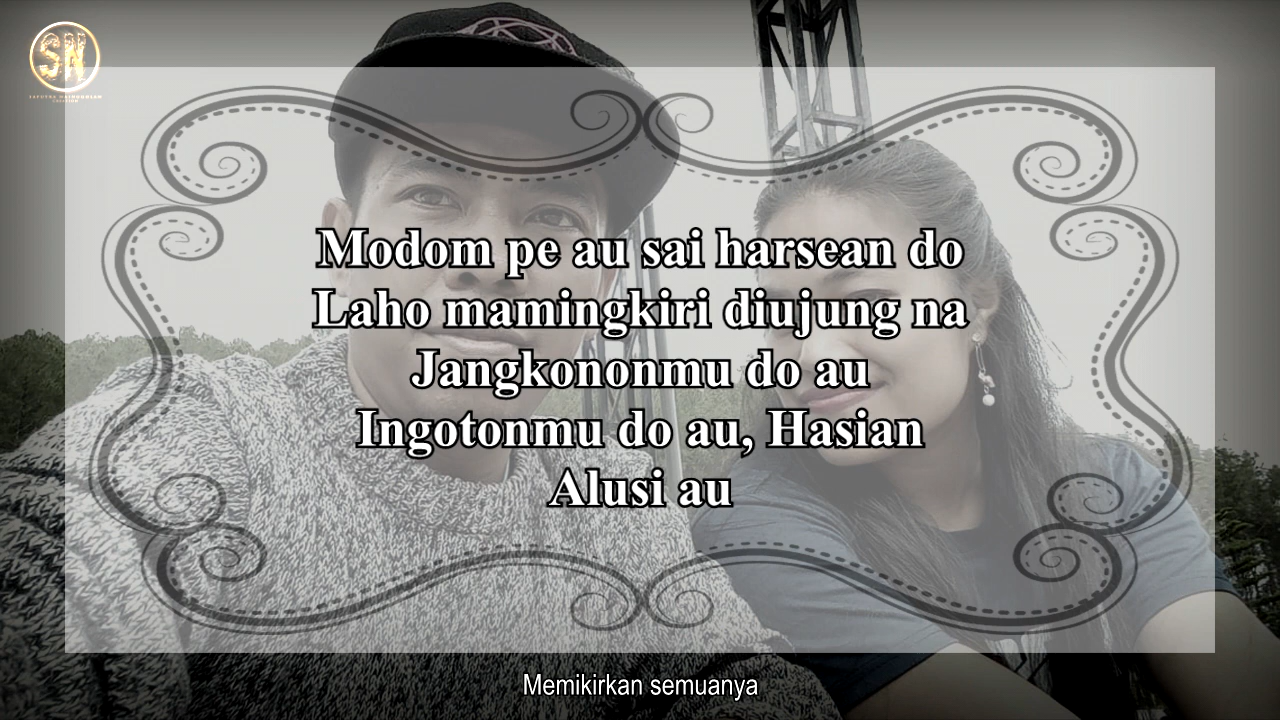 SN
Modom pe au sai harsean do
Laho mamingkiri diujung na
Jangkononmu do au
Ingotonmu do au, Hasian
Alusi au
Memikirkan semuanya